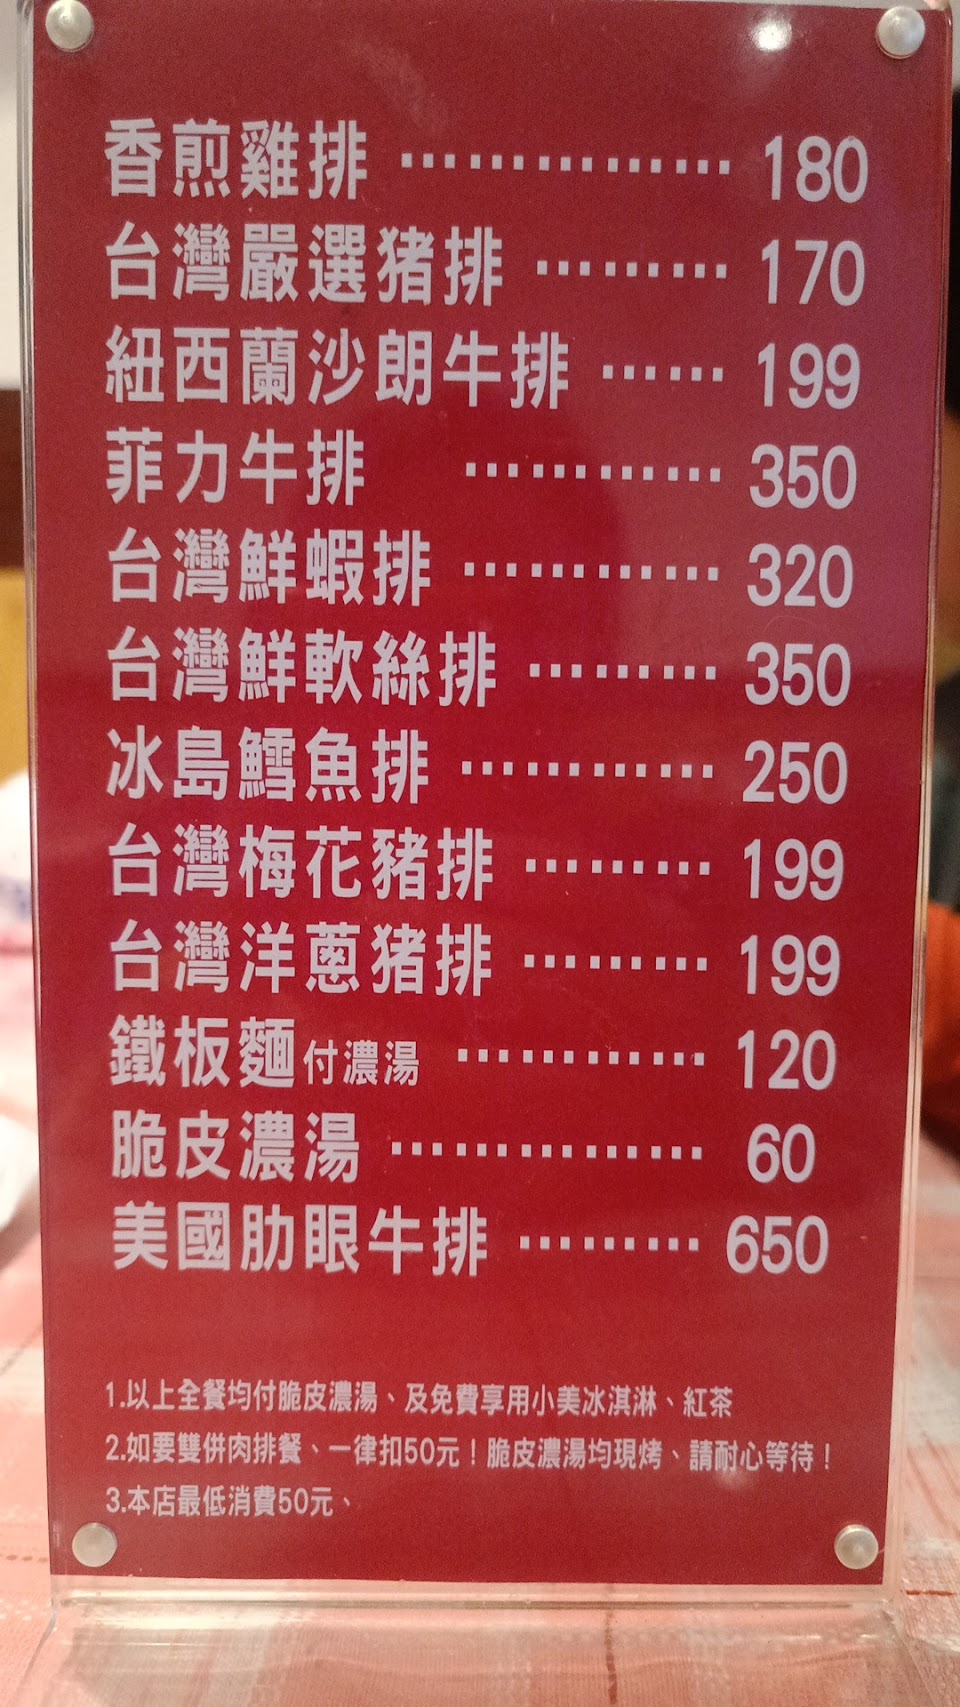 香煎雞排 ……………… 180
台灣嚴選猪排 ……… 170
紐西蘭沙朗牛排 …… 199
菲力牛排 ………… 350
台灣鮮蝦排 ………… 320
台灣鮮軟絲排 ……… 350
冰島鱈魚排 ………… 250
台灣梅花豬排 ……… 199
台灣洋蔥猪排 ……… 199
鐵板麵付濃湯 ………… 120
脆皮濃湯 …………… 60
美國肋眼牛排 ……… 650
1.以上全餐均付脆皮濃湯、及免費享用小美冰淇淋、紅茶
2.如要雙併肉排餐、一律扣50元！脆皮濃湯均現烤、請耐心等待！
3.本店最低消費50元、